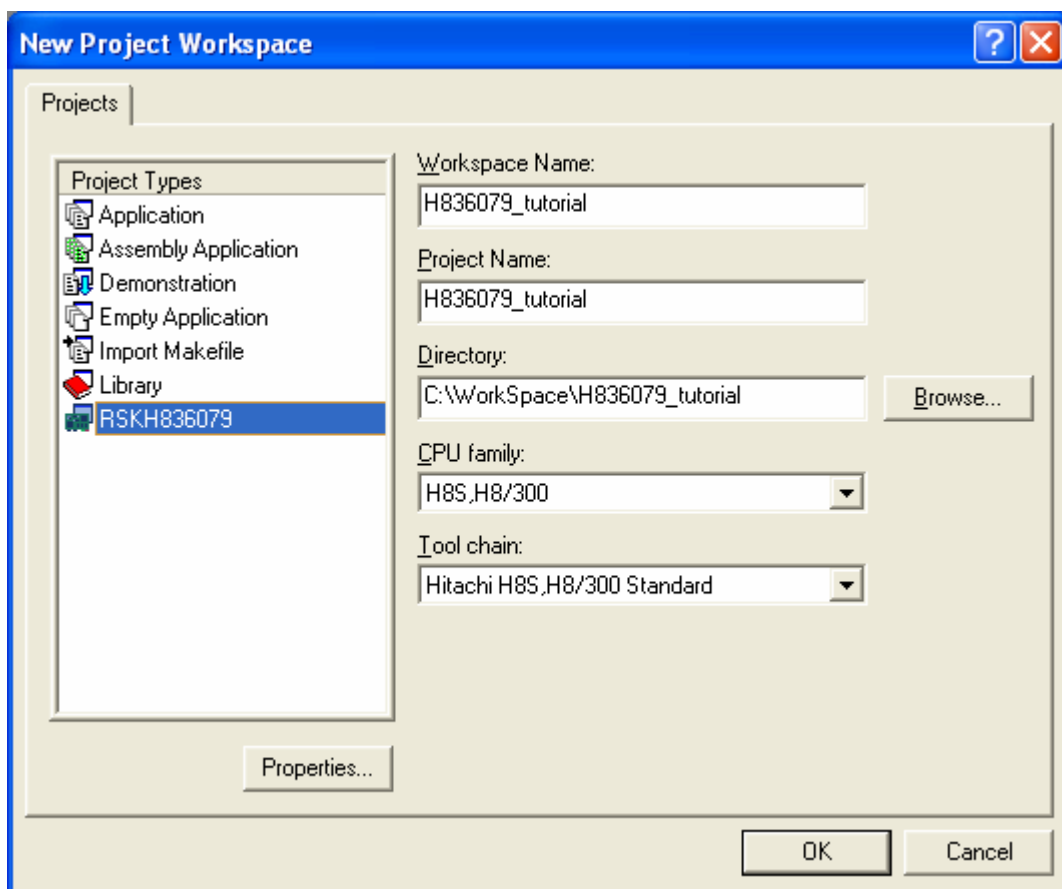 New Project Workspace
Projects
Project Types
Application
Assembly Application
Demonstration
Empty Application
Import Makefile
Library
RSKH836079
Properties...
Workspace Name:
H836079_tutorial
Project Name:
H836079_tutorial
Directory:
C:\WorkSpace\H836079_tutorial
Browse...
CPU family:
H8S,H8/300
Tool chain:
Hitachi H8S,H8/300 Standard
OK
Cancel